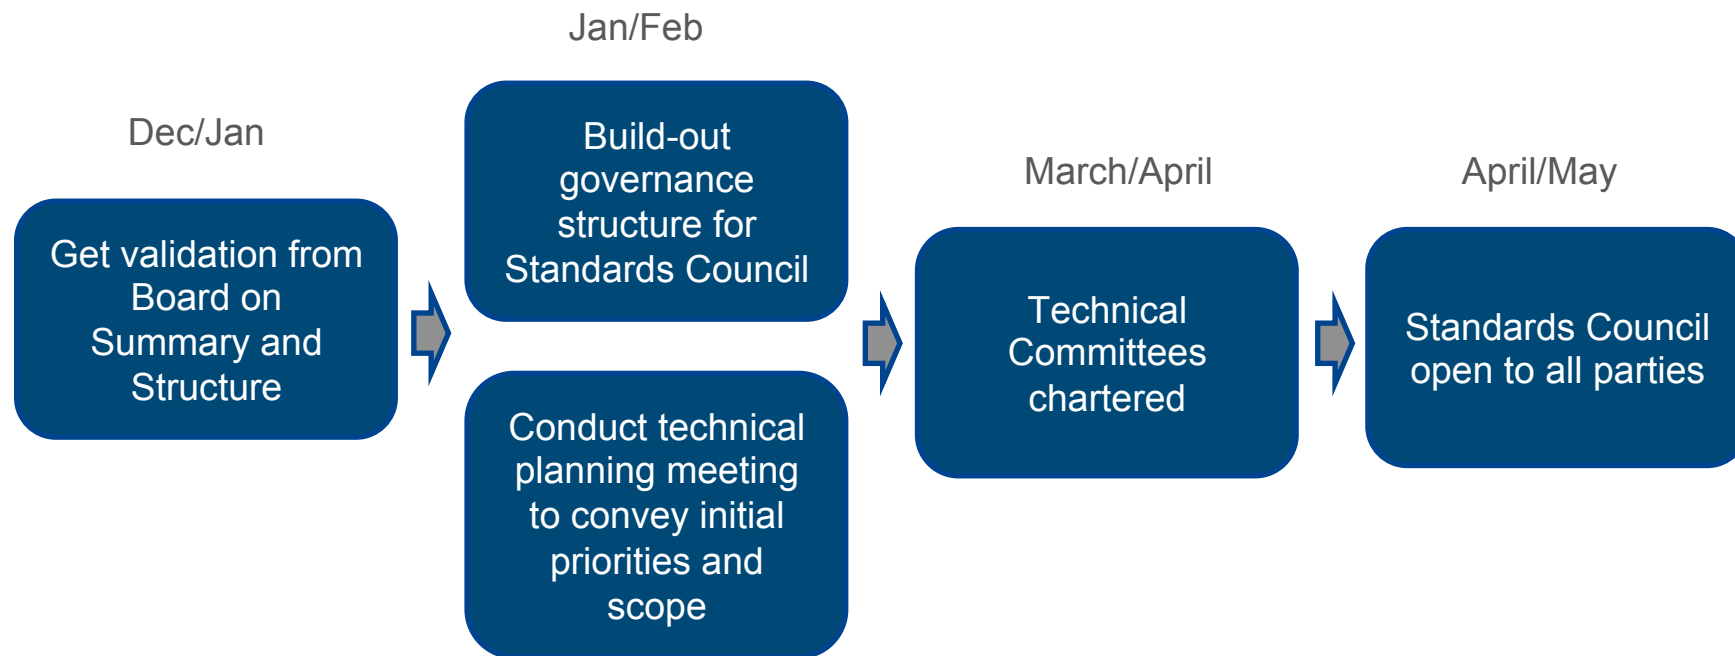 Dec/Jan
Get validation from
Board on
Summary and
Structure
Jan/Feb
Build-out
governance
structure for
Standards Council
Conduct technical
planning meeting
to convey initial
priorities and
scope
March/April
Technical
Committees
chartered
April/May
Standards Council
open to all parties